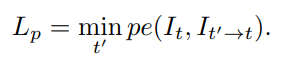 $L_p = \min_{t'} pe(I_t, I_{t' \to t}).$